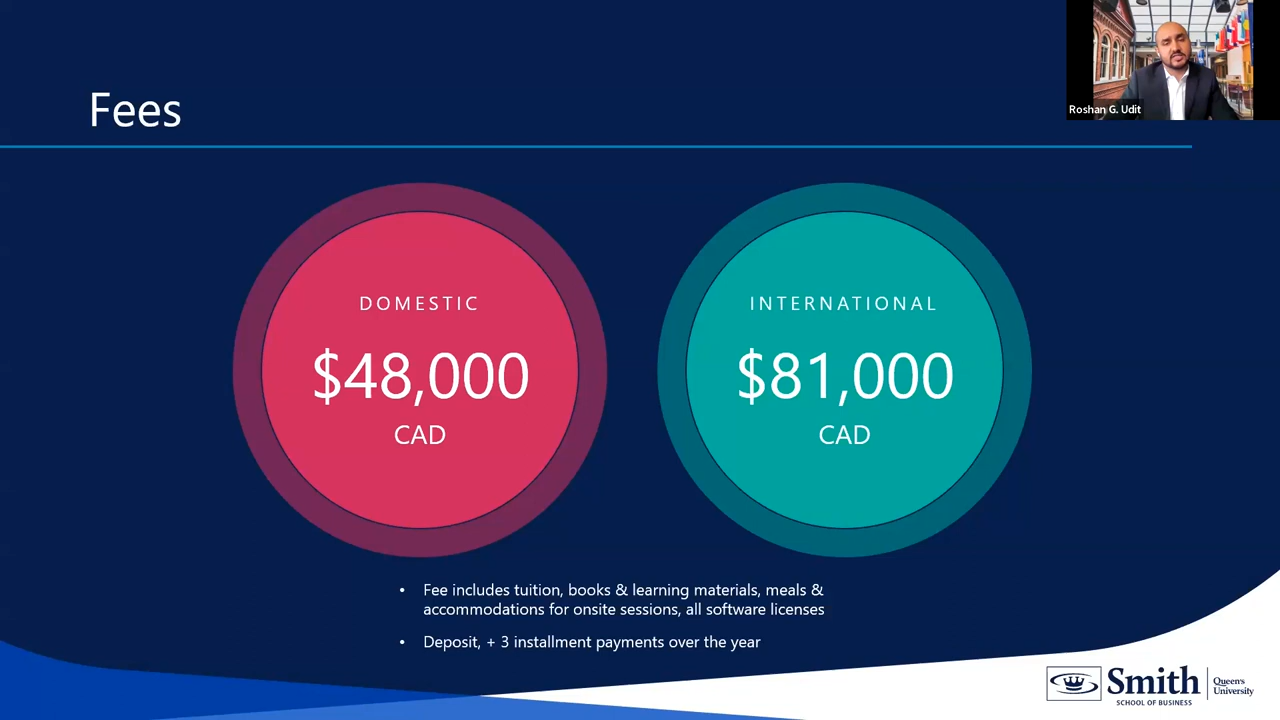 Roshan G. Udit
Fees
DOMESTIC
$48,000
CAD
INTERNATIONAL
$81,000
CAD
• Fee includes tuition, books & learning materials, meals &
accommodations for onsite sessions, all software licenses
• Deposit, + 3 installment payments over the year
Smith
SCHOOL OF BUSINESS
Queen's
University